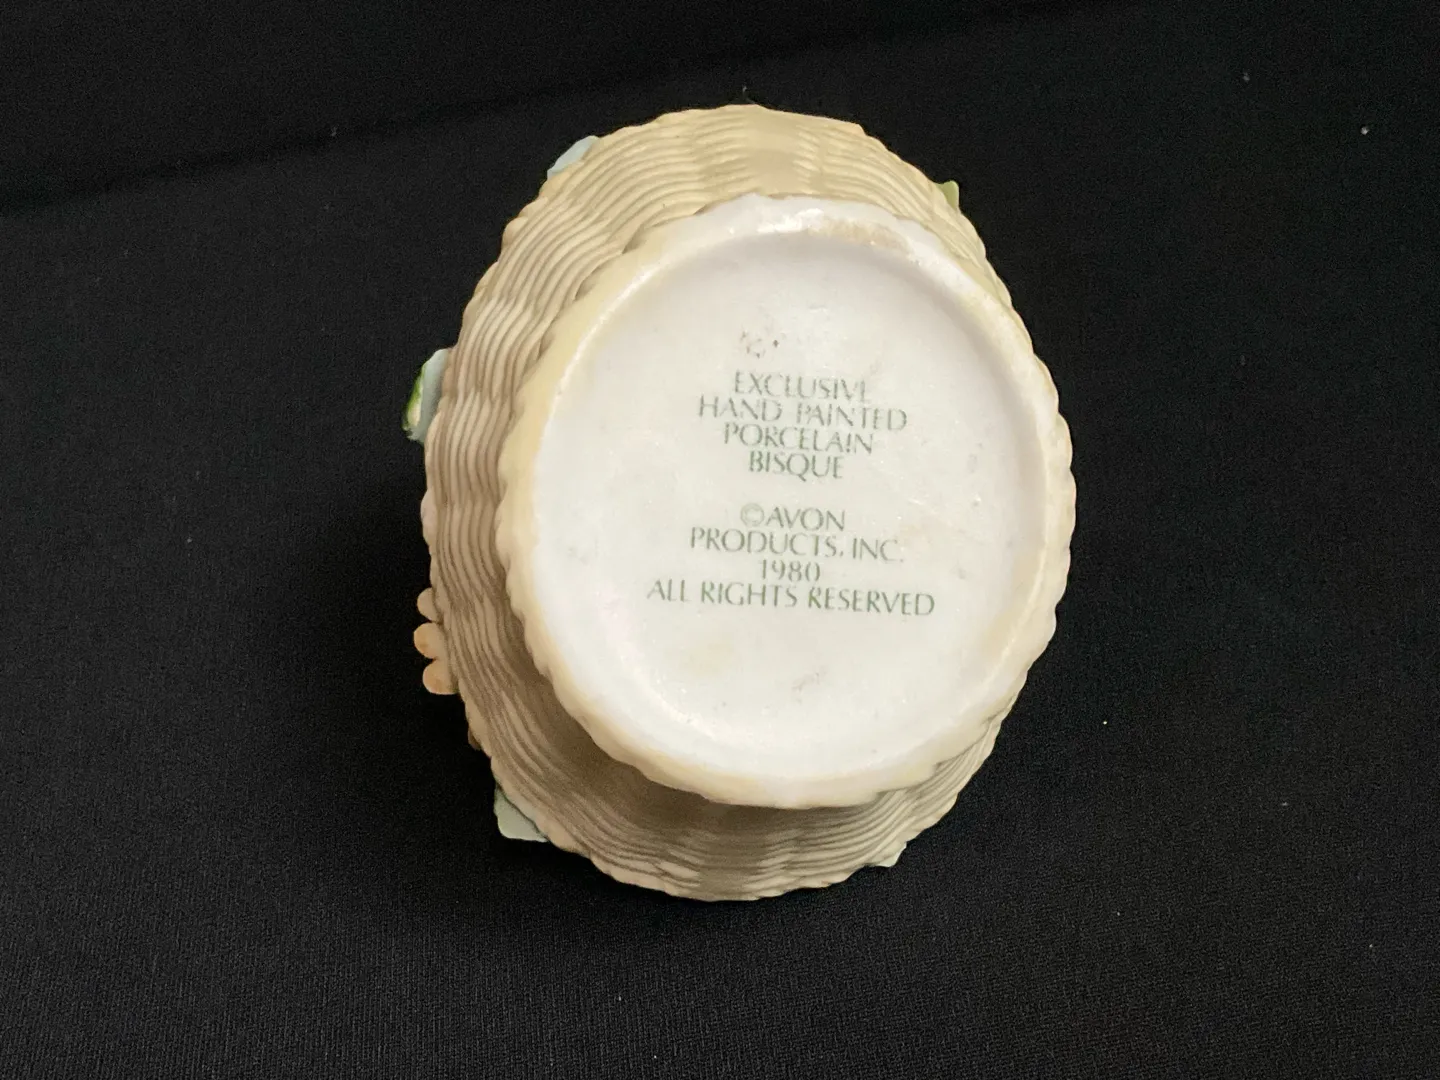 EXCLUSIVE
HAND PAINTED
PORCELAIN
BISQUE
©AVON
PRODUCTS, INC.
1980
ALL RIGHTS RESERVED